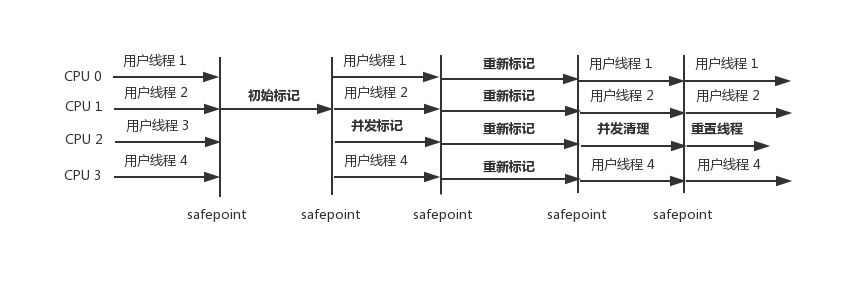 用户线程 1 用户线程 1 重新标记 用户线程 1 用户线程 1
CPU 0
用户线程 2 初始标记 用户线程 2 重新标记 用户线程 2 用户线程 2
CPU 1
用户线程 3 并发标记 重新标记 并发清理 重置线程
CPU 2
用户线程 4 用户线程 4 重新标记 用户线程 4 用户线程 4
CPU 3
safepoint safepoint safepoint safepoint safepoint